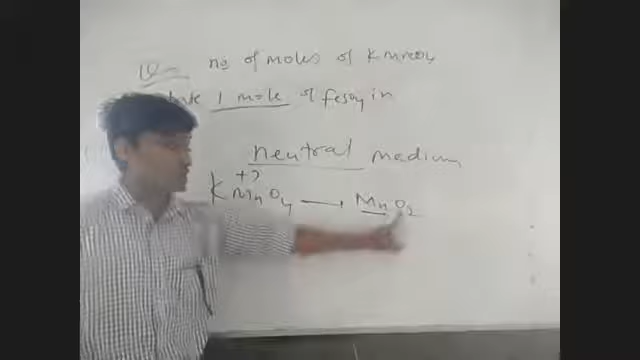 Q no of moles of KMnO4
1 mole of FeSO4 in
neutral medium
+7
KMnO4 → MnO2